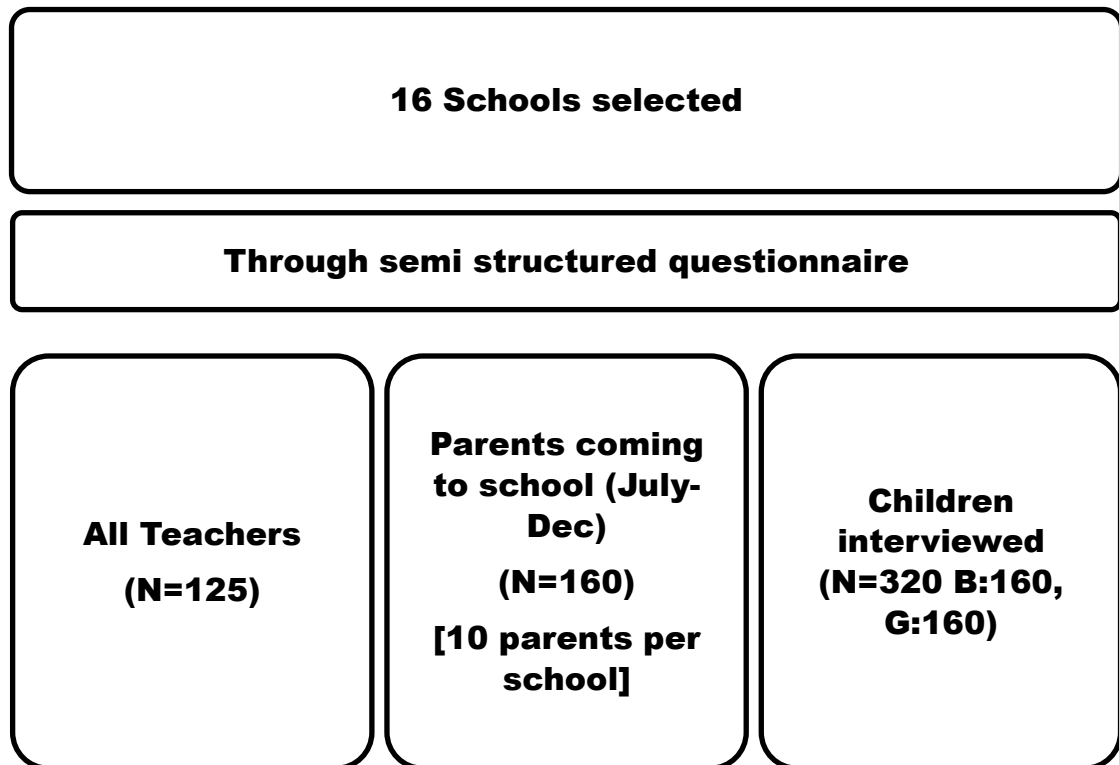 16 Schools selected
Through semi structured questionnaire
All Teachers
(N=125)
Parents coming
to school (July-
Dec)
(N=160)
[10 parents per
school]
Children
interviewed
(N=320 B:160,
G:160)